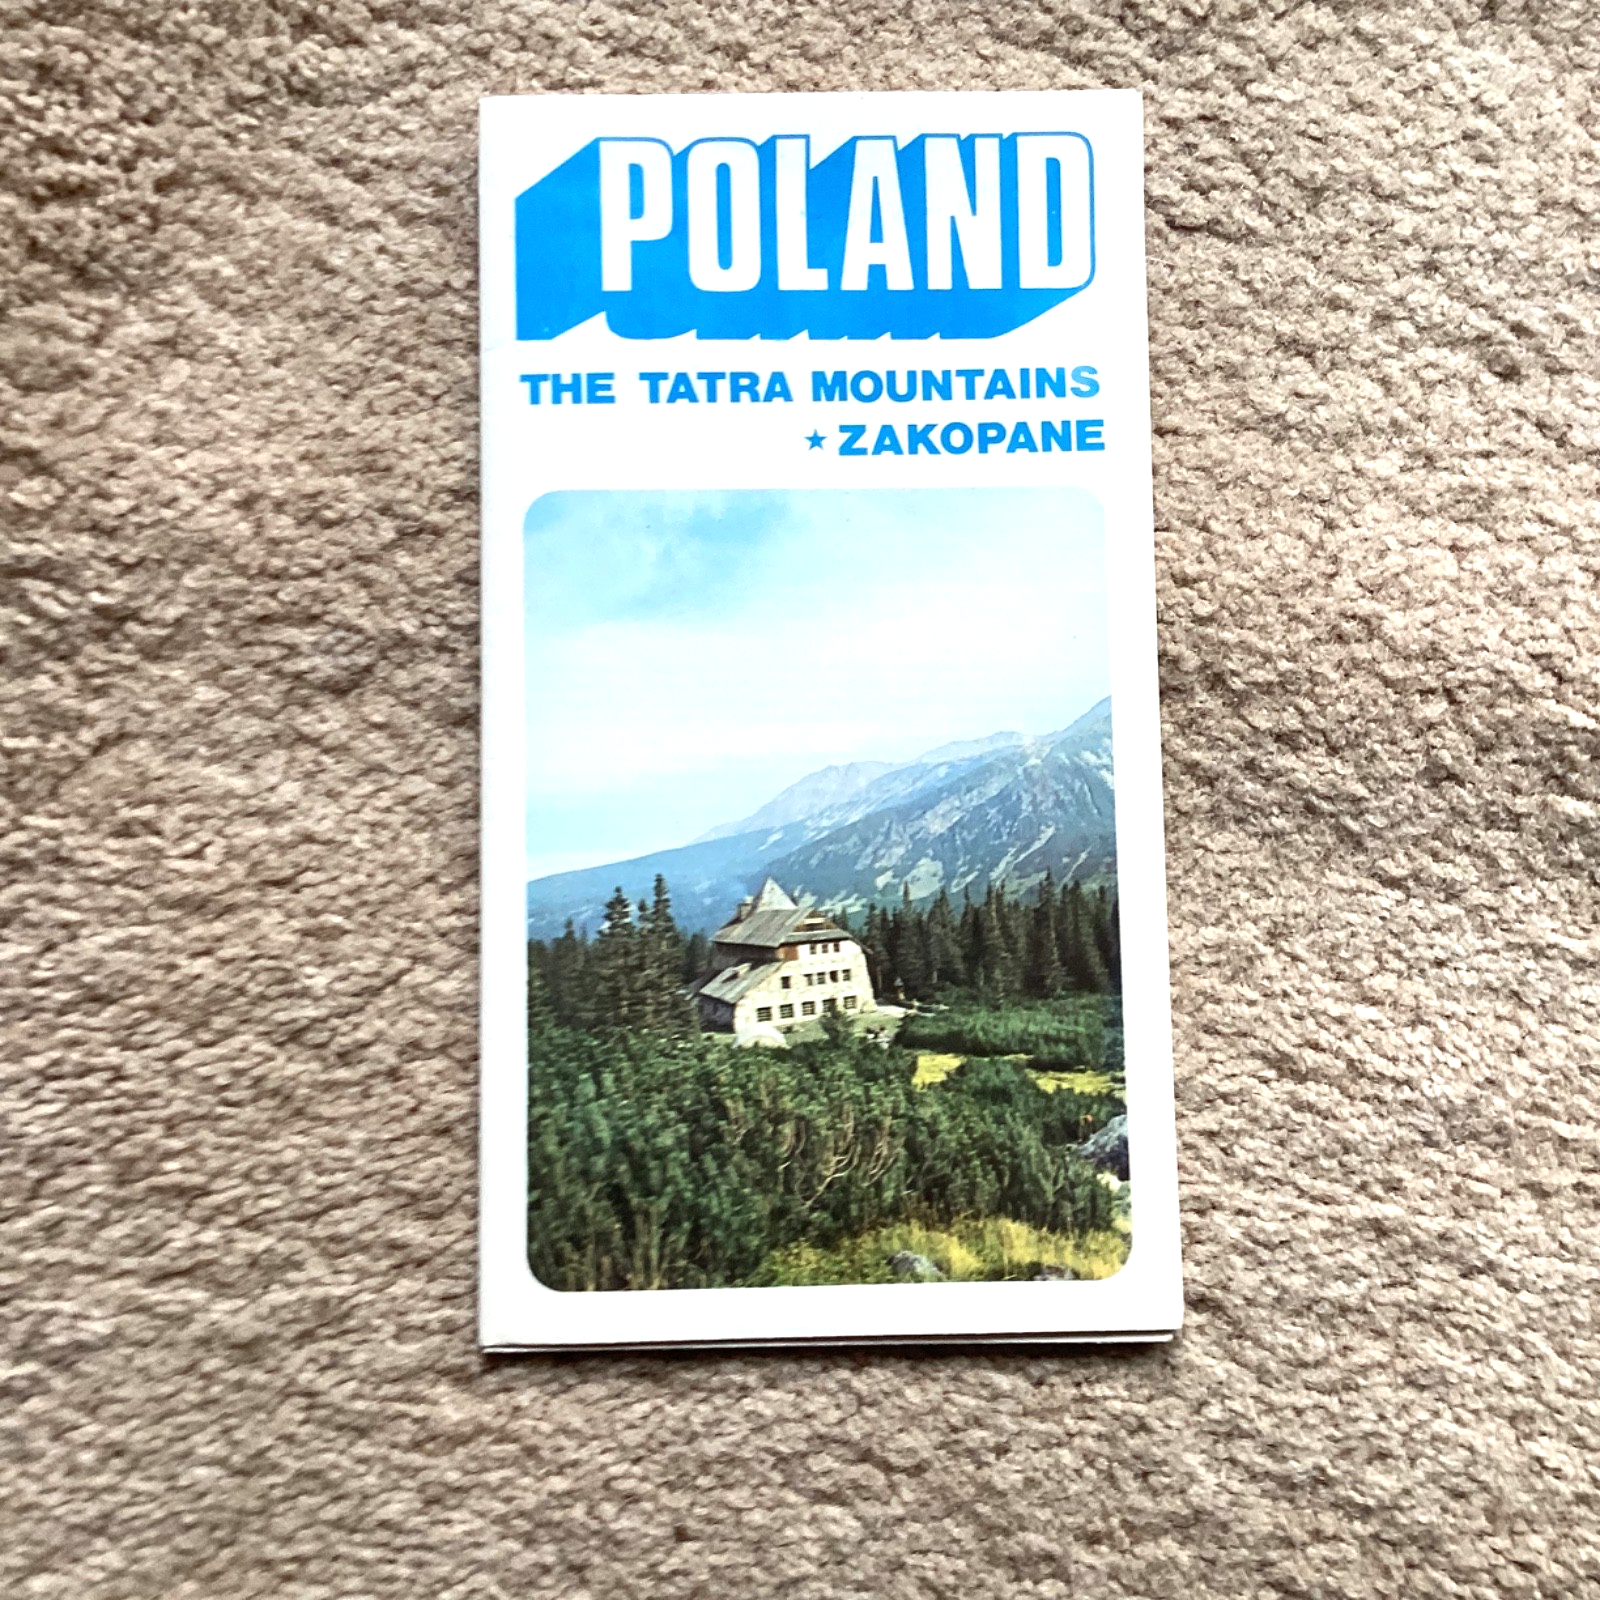 POLAND
THE TATRA MOUNTAINS
★ ZAKOPANE